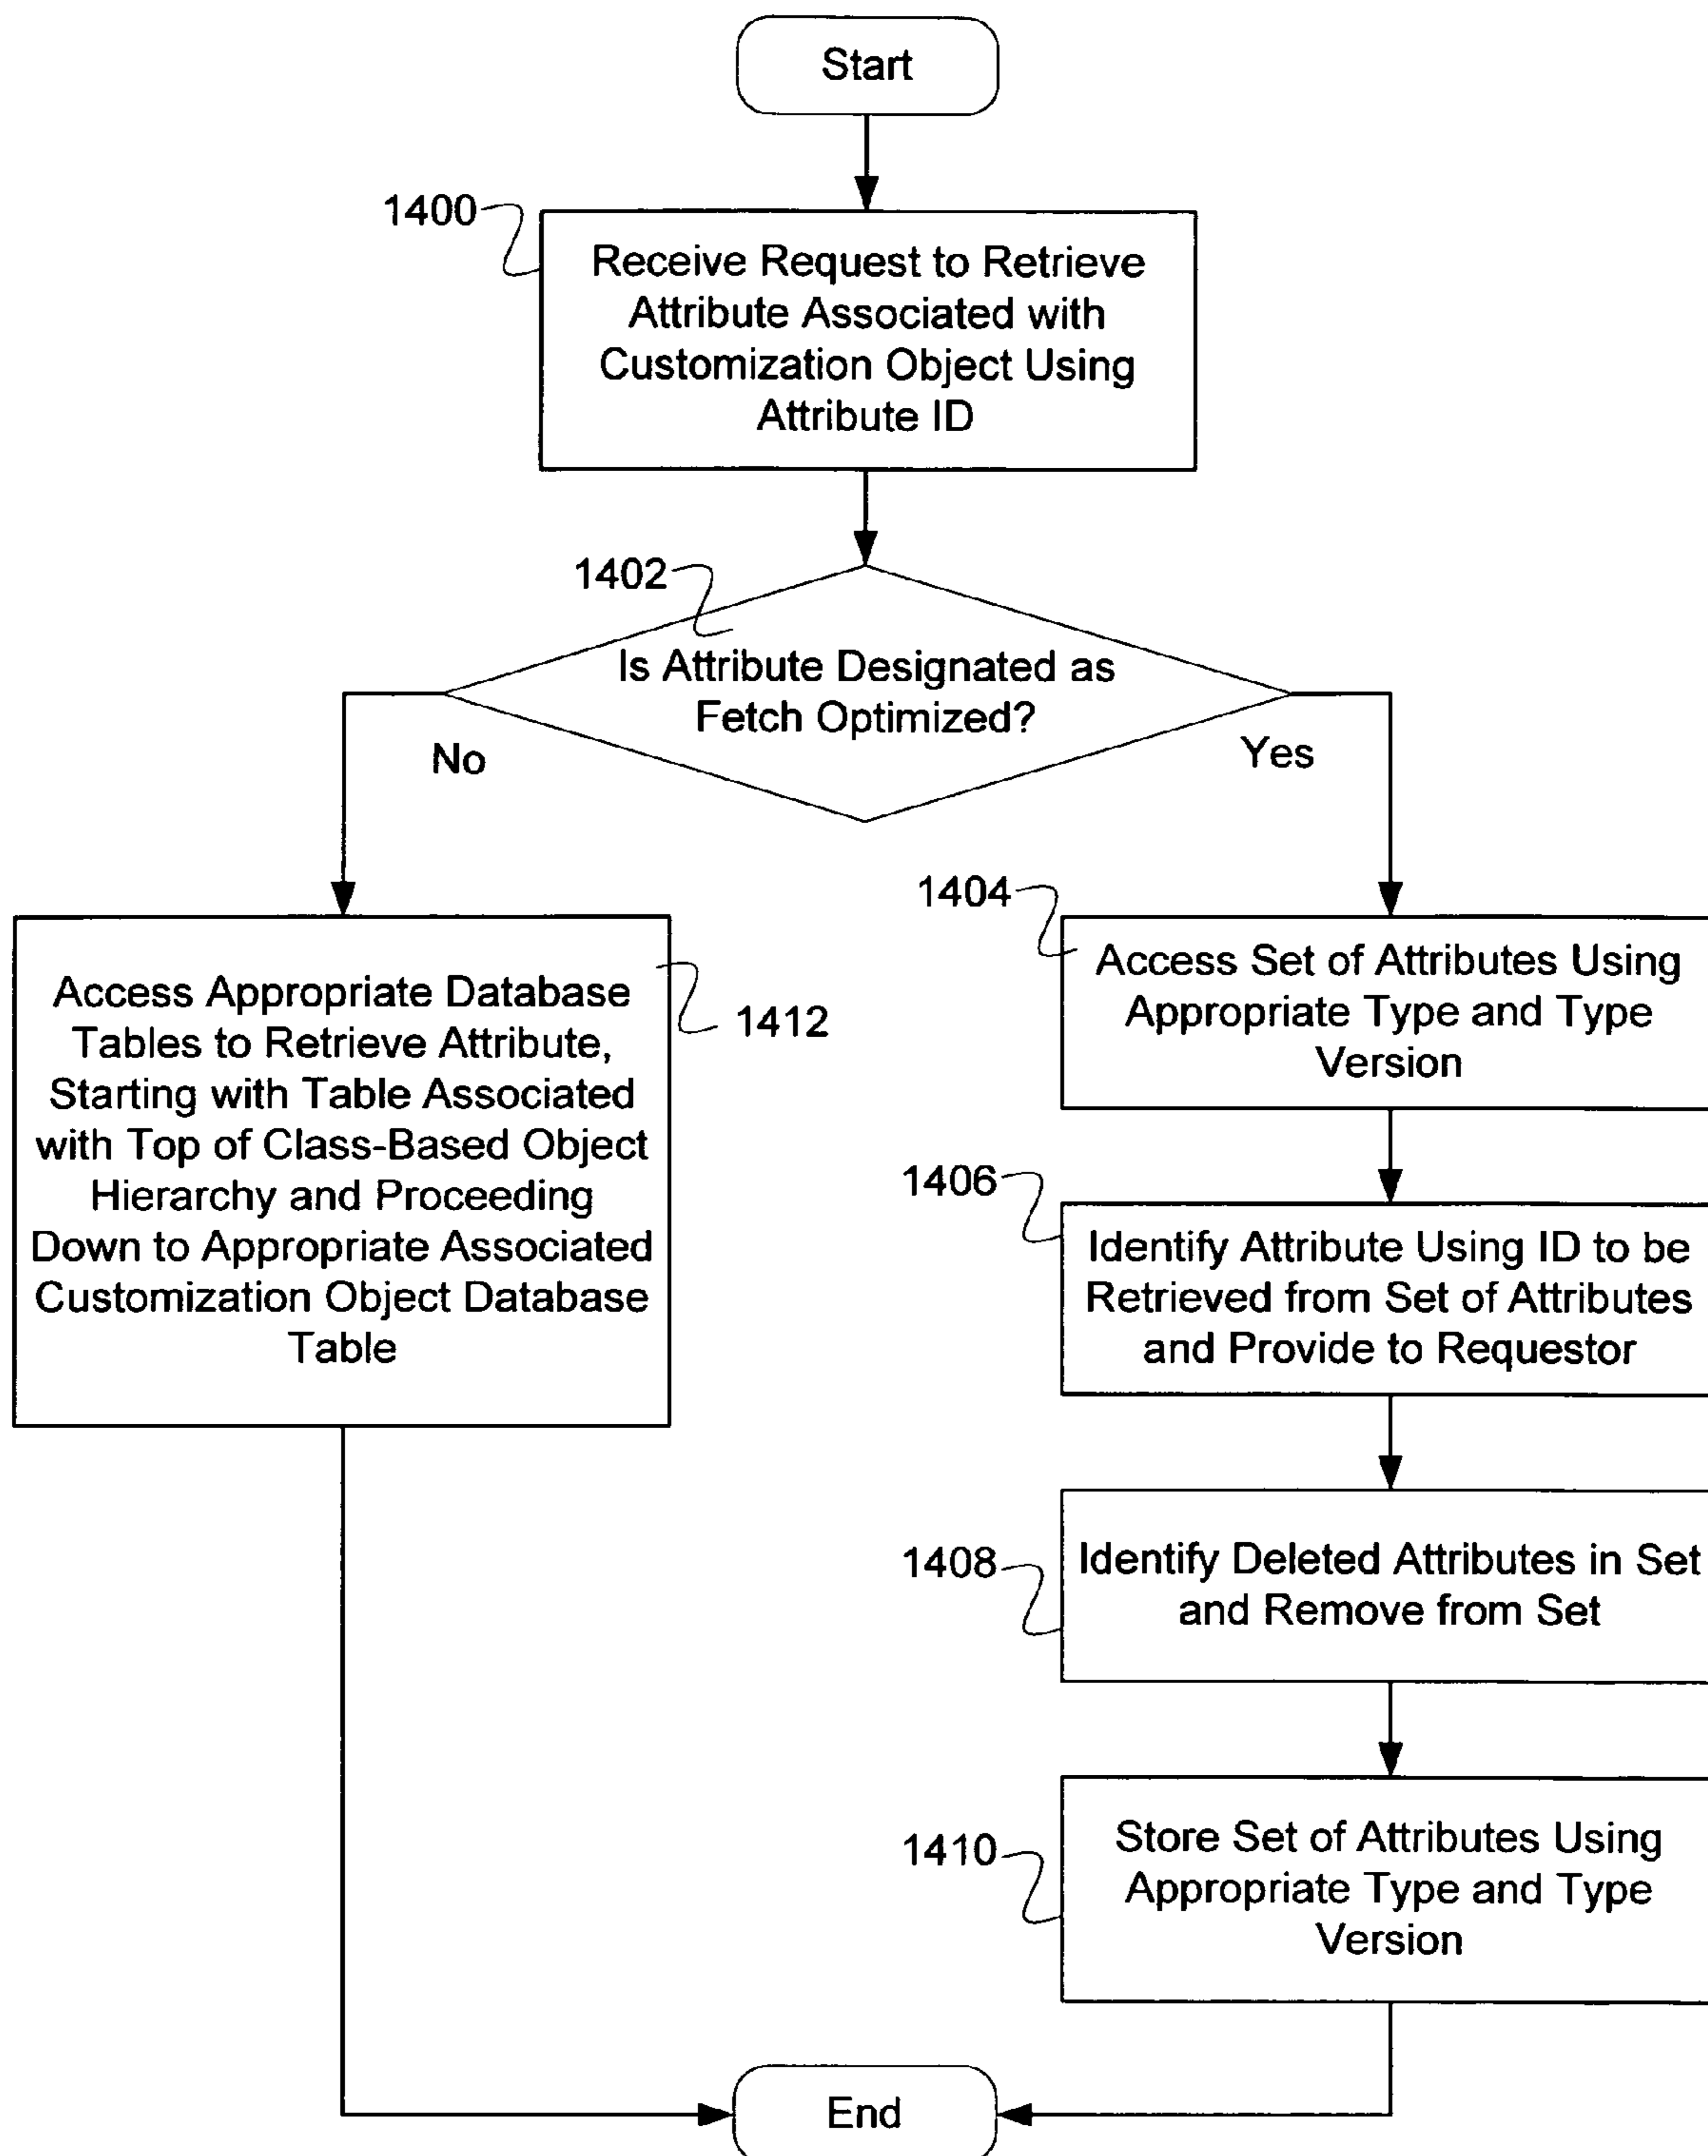 Start
1400
Receive Request to Retrieve
Attribute Associated with
Customization Object Using
Attribute ID
1402
Is Attribute Designated as
Fetch Optimized?
No
Yes
1412
Access Appropriate Database
Tables to Retrieve Attribute,
Starting with Table Associated
with Top of Class-Based Object
Hierarchy and Proceeding
Down to Appropriate Associated
Customization Object Database
Table
1404
Access Set of Attributes Using
Appropriate Type and Type
Version
1406
Identify Attribute Using ID to be
Retrieved from Set of Attributes
and Provide to Requestor
1408
Identify Deleted Attributes in Set
and Remove from Set
1410
Store Set of Attributes Using
Appropriate Type and Type
Version
End